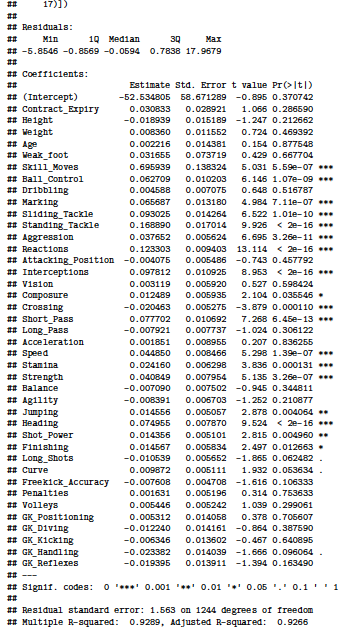 ##     17)])
##
## Residuals:
##     Min      1Q  Median      3Q     Max
## -5.8546 -0.8569 -0.0594  0.7838 17.9679
##
## Coefficients:
##                      Estimate Std. Error t value Pr(>|t|)
## (Intercept)        -52.534805  58.671289  -0.895 0.370742
## Contract_Expiry      0.030833   0.028921   1.066 0.286590
## Height              -0.018939   0.015189  -1.247 0.212662
## Weight               0.008360   0.011552   0.724 0.469392
## Age                  0.002216   0.014381   0.154 0.877548
## Weak_foot            0.031655   0.073719   0.429 0.667704
## Skill_Moves          0.695939   0.138324   5.031 5.59e-07 ***
## Ball_Control         0.062709   0.010203   6.146 1.07e-09 ***
## Dribbling            0.004588   0.007075   0.648 0.516787
## Marking              0.065687   0.013180   4.984 7.11e-07 ***
## Sliding_Tackle       0.093025   0.014264   6.522 1.01e-10 ***
## Standing_Tackle      0.168890   0.017014   9.926  < 2e-16 ***
## Aggression           0.037652   0.005624   6.695 3.26e-11 ***
## Reactions            0.123303   0.009403  13.114  < 2e-16 ***
## Attacking_Position  -0.004075   0.005486  -0.743 0.457792
## Interceptions        0.097812   0.010925   8.953  < 2e-16 ***
## Vision               0.003119   0.005920   0.527 0.598424
## Composure            0.012489   0.005935   2.104 0.035546 *
## Crossing            -0.020463   0.005275  -3.879 0.000110 ***
## Short_Pass           0.077702   0.010692   7.268 6.45e-13 ***
## Long_Pass           -0.007921   0.007737  -1.024 0.306122
## Acceleration         0.001851   0.008955   0.207 0.836255
## Speed                0.044850   0.008466   5.298 1.39e-07 ***
## Stamina              0.024160   0.006298   3.836 0.000131 ***
## Strength             0.040849   0.007954   5.135 3.26e-07 ***
## Balance             -0.007090   0.007502  -0.945 0.344811
## Agility             -0.008391   0.006703  -1.252 0.210877
## Jumping              0.014556   0.005057   2.878 0.004064 **
## Heading              0.074955   0.007870   9.524  < 2e-16 ***
## Shot_Power           0.014356   0.005101   2.815 0.004960 **
## Finishing            0.014567   0.005834   2.497 0.012663 *
## Long_Shots          -0.010539   0.005652  -1.865 0.062482 .
## Curve                0.009872   0.005111   1.932 0.053634 .
## Freekick_Accuracy   -0.007608   0.004708  -1.616 0.106333
## Penalties            0.001631   0.005196   0.314 0.753633
## Volleys              0.005446   0.005242   1.039 0.299061
## GK_Positioning       0.005312   0.014058   0.378 0.705607
## GK_Diving           -0.012240   0.014161  -0.864 0.387590
## GK_Kicking          -0.006346   0.013602  -0.467 0.640895
## GK_Handling         -0.023382   0.014039  -1.666 0.096064 .
## GK_Reflexes         -0.019395   0.013911  -1.394 0.163490
## ---
## Signif. codes:  0 '***' 0.001 '**' 0.01 '*' 0.05 '.' 0.1 ' ' 1
##
## Residual standard error: 1.563 on 1244 degrees of freedom
## Multiple R-squared:  0.9289, Adjusted R-squared:  0.9266